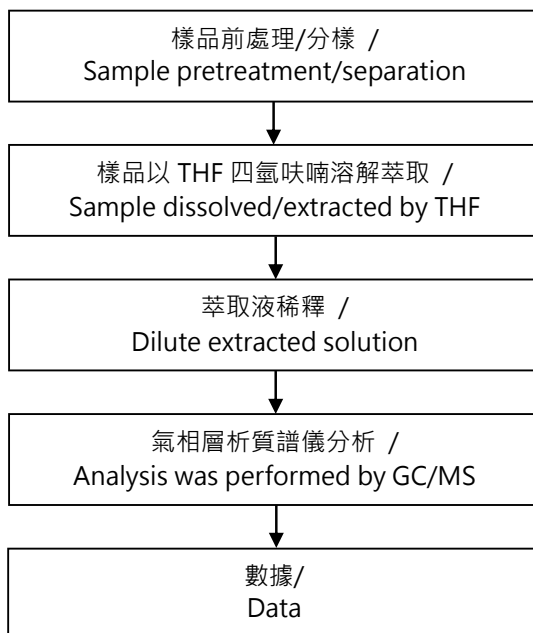 樣品前處理/分樣 /
Sample pretreatment/separation
樣品以 THF 四氫呋喃溶解萃取 /
Sample dissolved/extracted by THF
萃取液稀釋 /
Dilute extracted solution
氣相層析質譜儀分析 /
Analysis was performed by GC/MS
數據/
Data